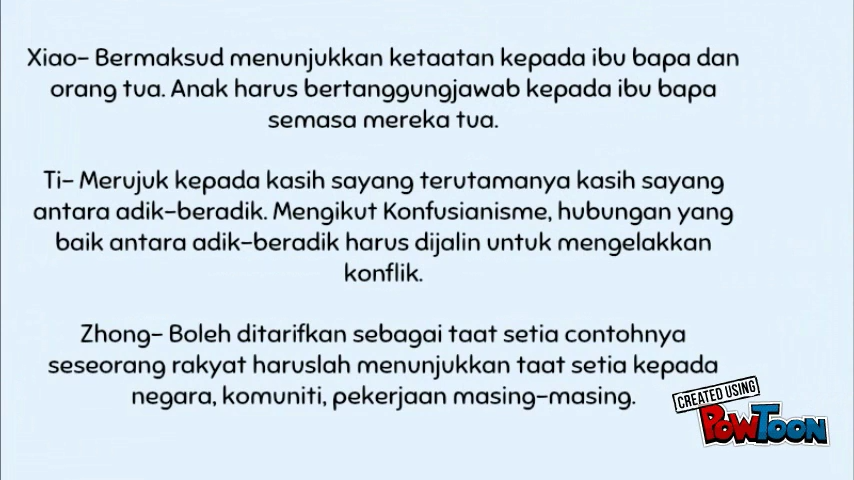 Xiao- Bermaksud menunjukkan ketaatan kepada ibu bapa dan
orang tua. Anak harus bertanggungjawab kepada ibu bapa
semasa mereka tua.
Ti- Merujuk kepada kasih sayang terutamanya kasih sayang
antara adik-beradik. Mengikut Konfusianisme, hubungan yang
baik antara adik-beradik harus dijalin untuk mengelakkan
konflik.
Zhong- Boleh ditarifkan sebagai taat setia contohnya
seseorang rakyat haruslah menunjukkan taat setia kepada
negara, komuniti, pekerjaan masing-masing.
CREATED USING
POWTOON